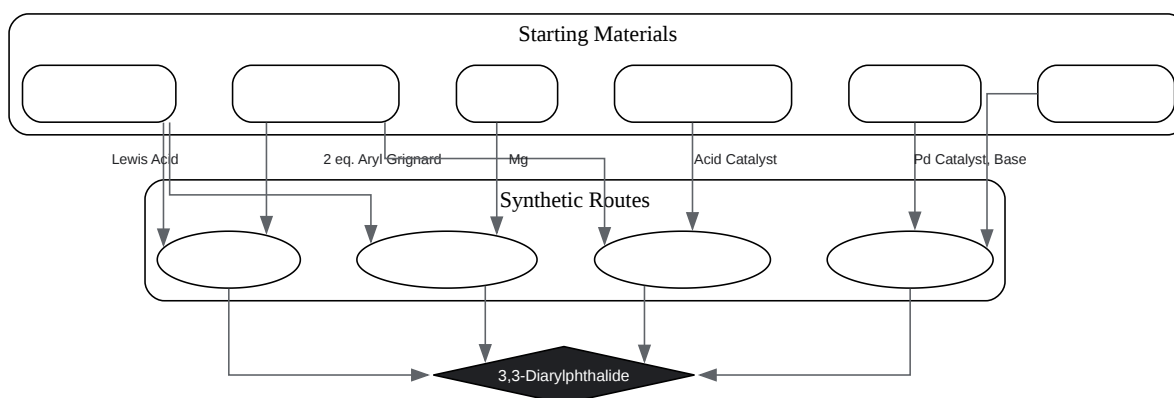 Starting Materials
Lewis Acid
2 eq. Aryl Grignard
Mg
Acid Catalyst
Pd Catalyst, Base
Synthetic Routes
3,3-Diarylphthalide